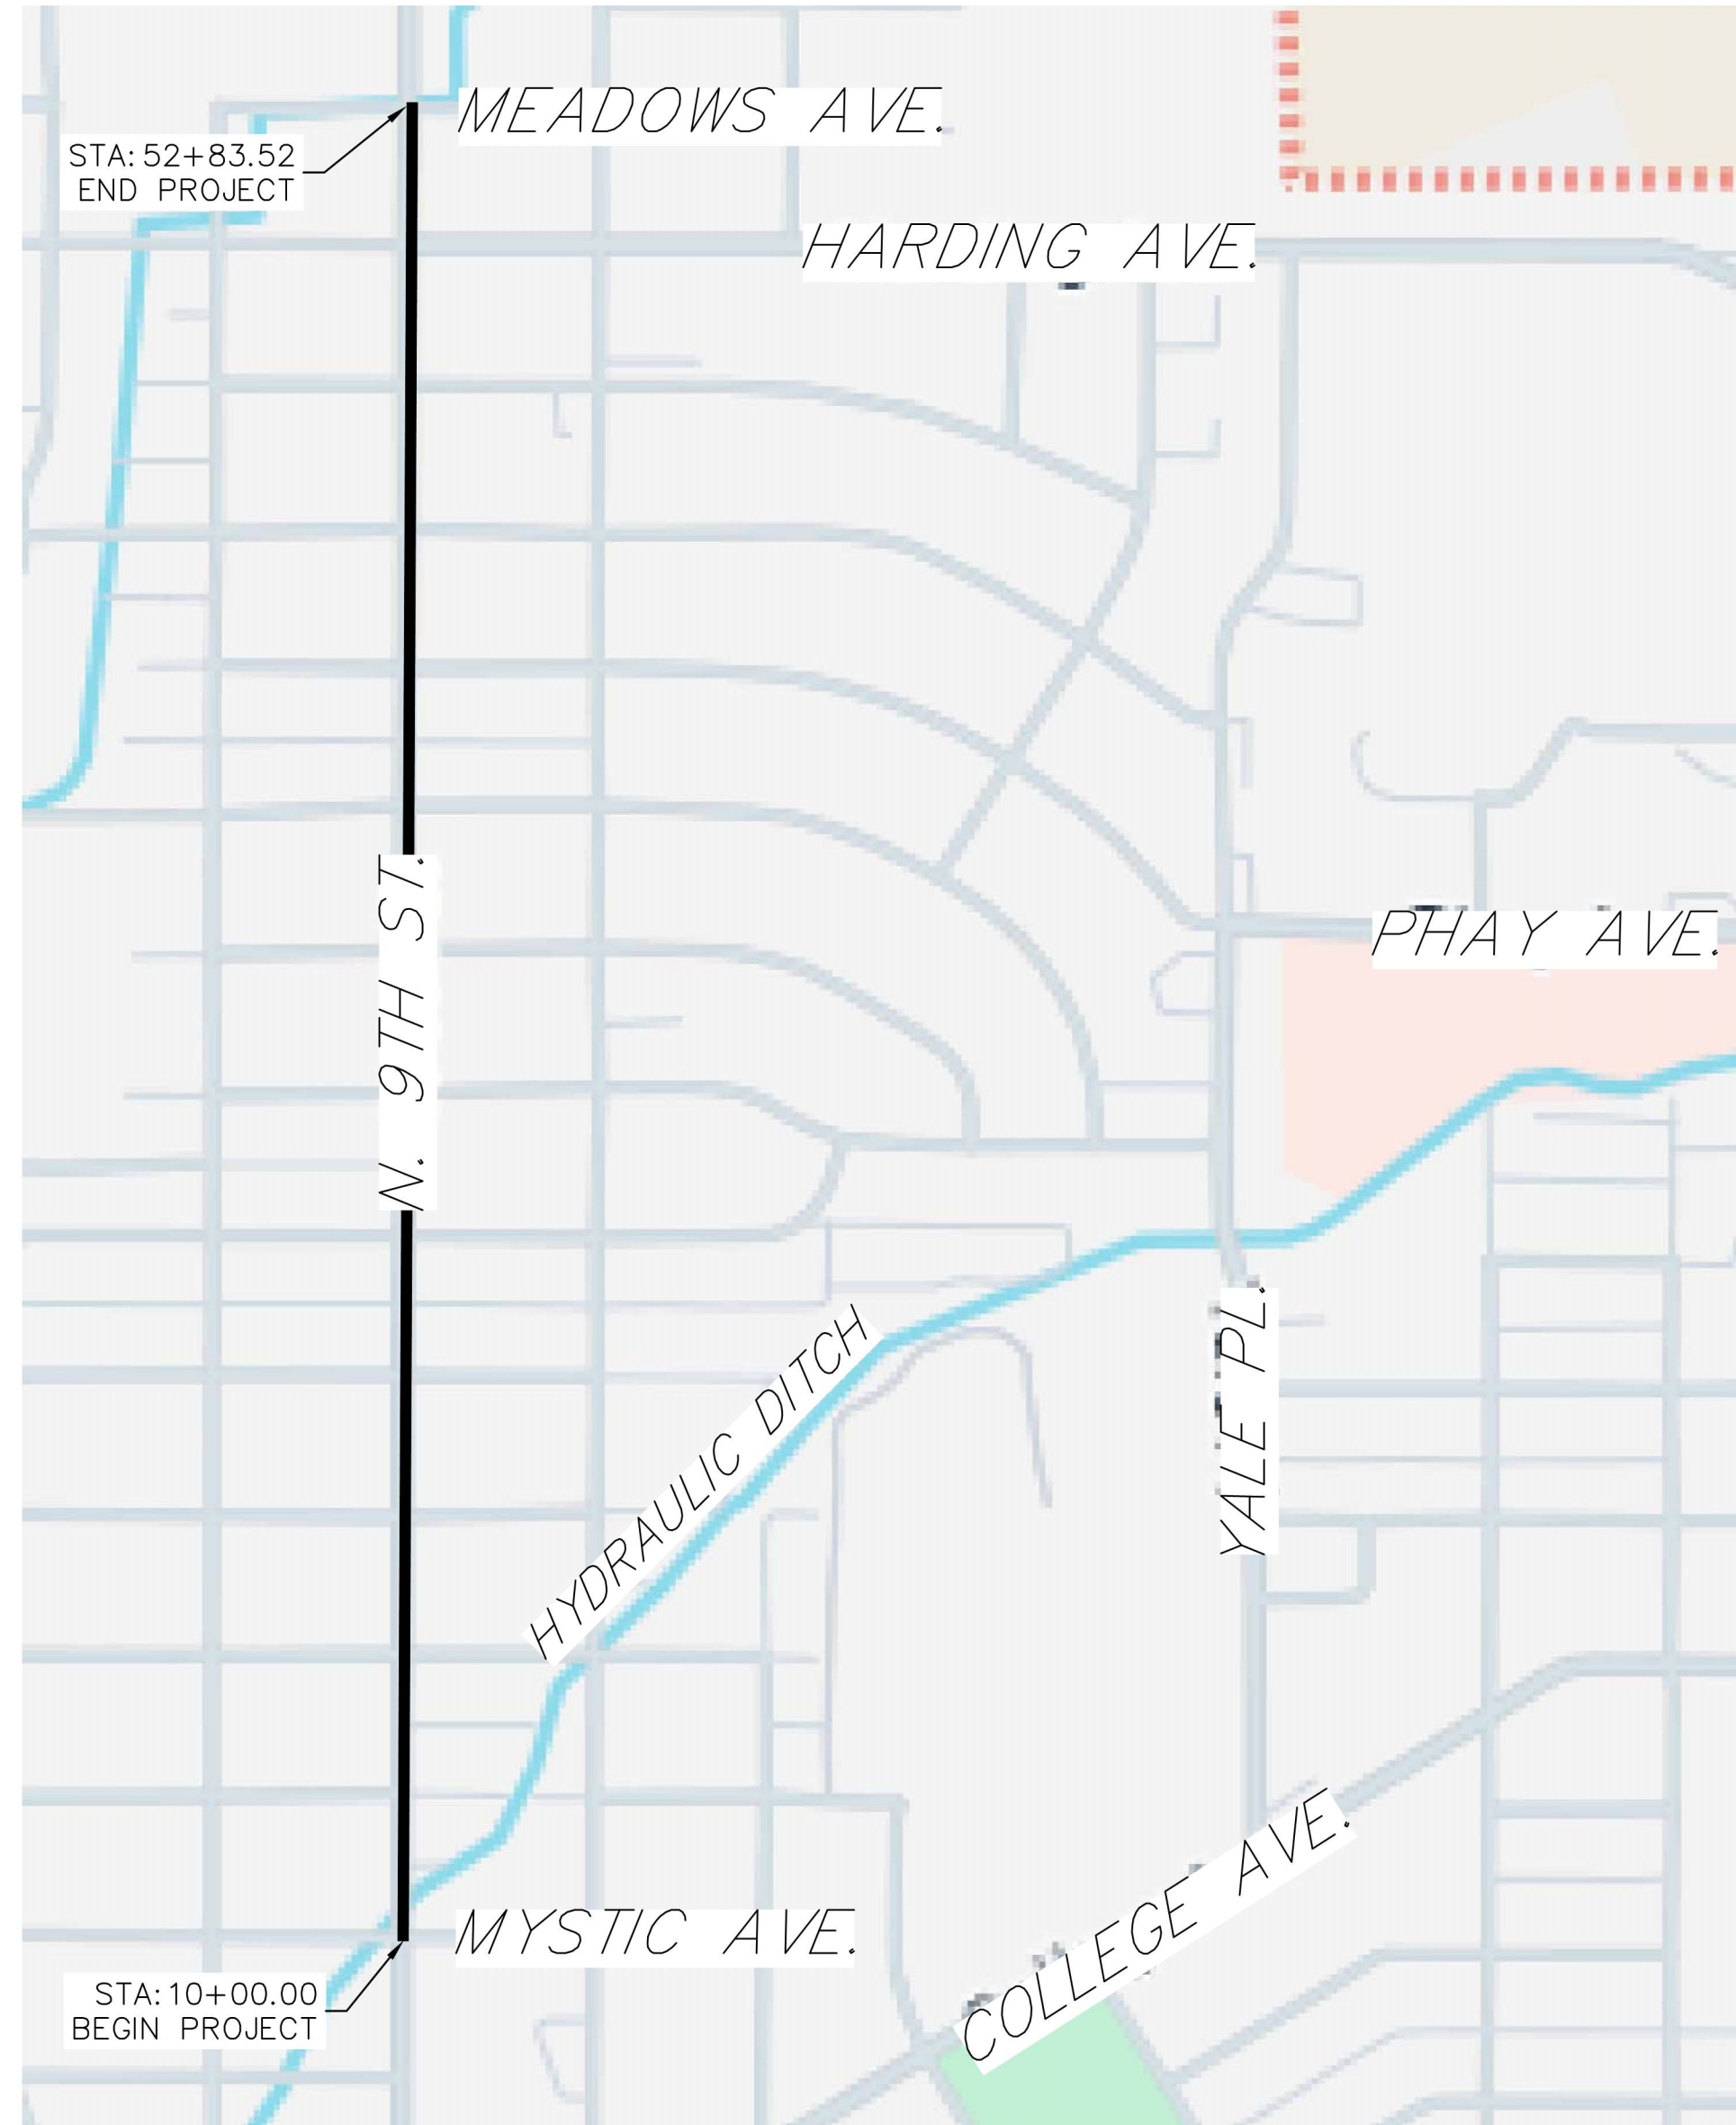 MEADOWS AVE.
STA: 52+83.52
END PROJECT
HARDING AVE.
N. 9TH ST.
PHAY AVE.
HYDRAULIC DITCH
YALE PL.
COLLEGE AVE.
MYSTIC AVE.
STA: 10+00.00
BEGIN PROJECT